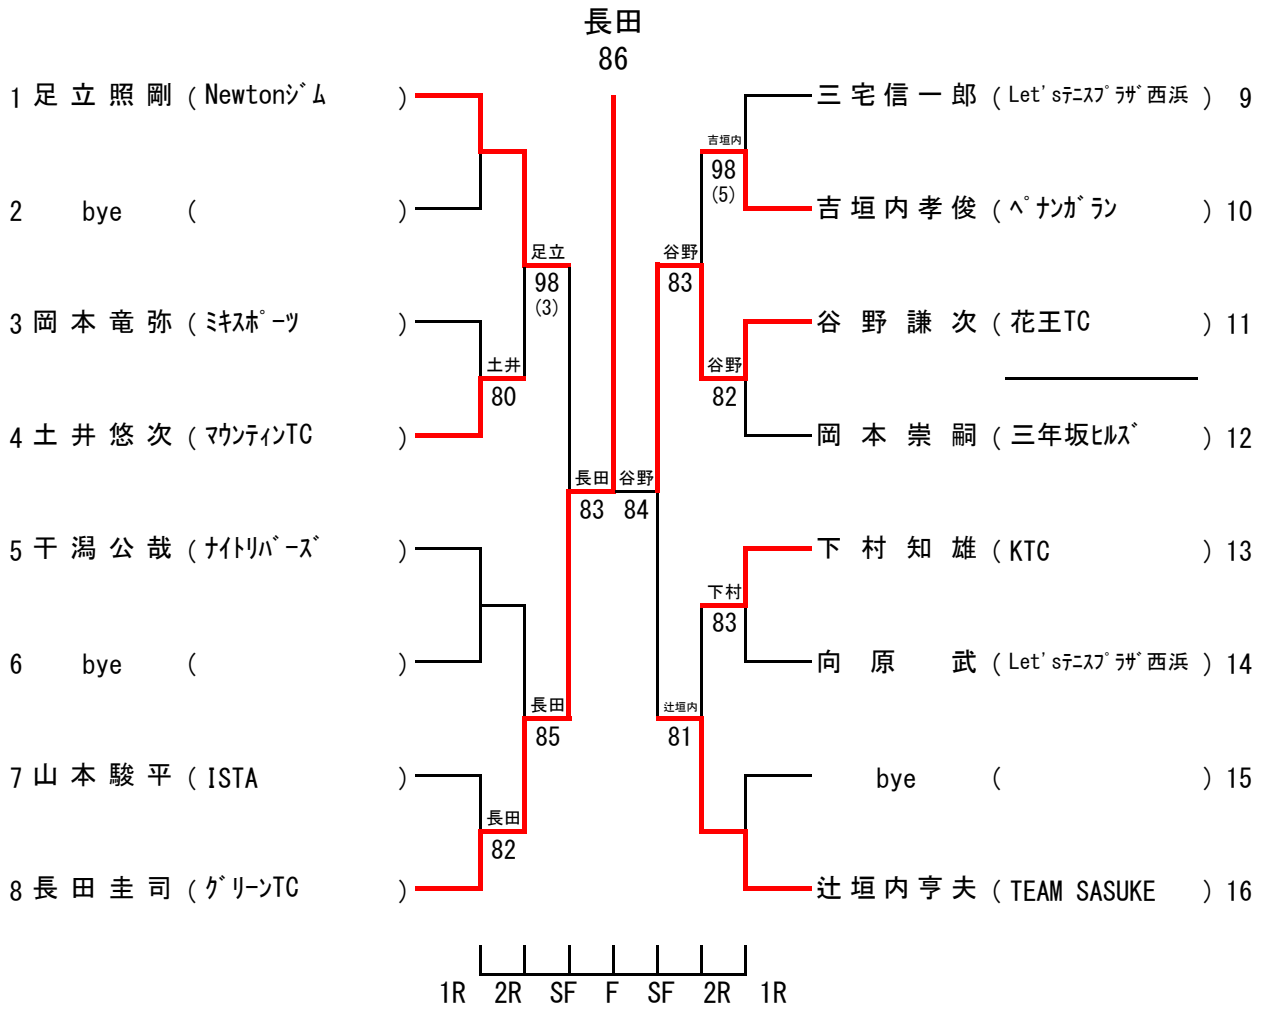 長田
86
1 足立照剛 ( Newtonジム )
2 bye ( )
3 岡本竜弥 ( ミキスポーツ )
4 土井悠次 ( マウンティンTC )
5 干潟公哉 ( ナイトリバーズ )
6 bye ( )
7 山本駿平 ( ISTA )
8 長田圭司 ( グリーンTC )
土井
80
長田
82
足立
98
(3)
長田
85
長田
83
谷野
84
谷野
83
辻垣内
81
吉垣内
98
(5)
谷野
82
下村
83
三宅信一郎 ( Let'sテニスプラザ西浜 ) 9
吉垣内孝俊 ( ペナンガラン ) 10
谷野謙次 ( 花王TC ) 11
岡本崇嗣 ( 三年坂ヒルズ ) 12
下村知雄 ( KTC ) 13
向原武 ( Let'sテニスプラザ西浜 ) 14
bye ( ) 15
辻垣内亨夫 ( TEAM SASUKE ) 16
1R 2R SF F SF 2R 1R